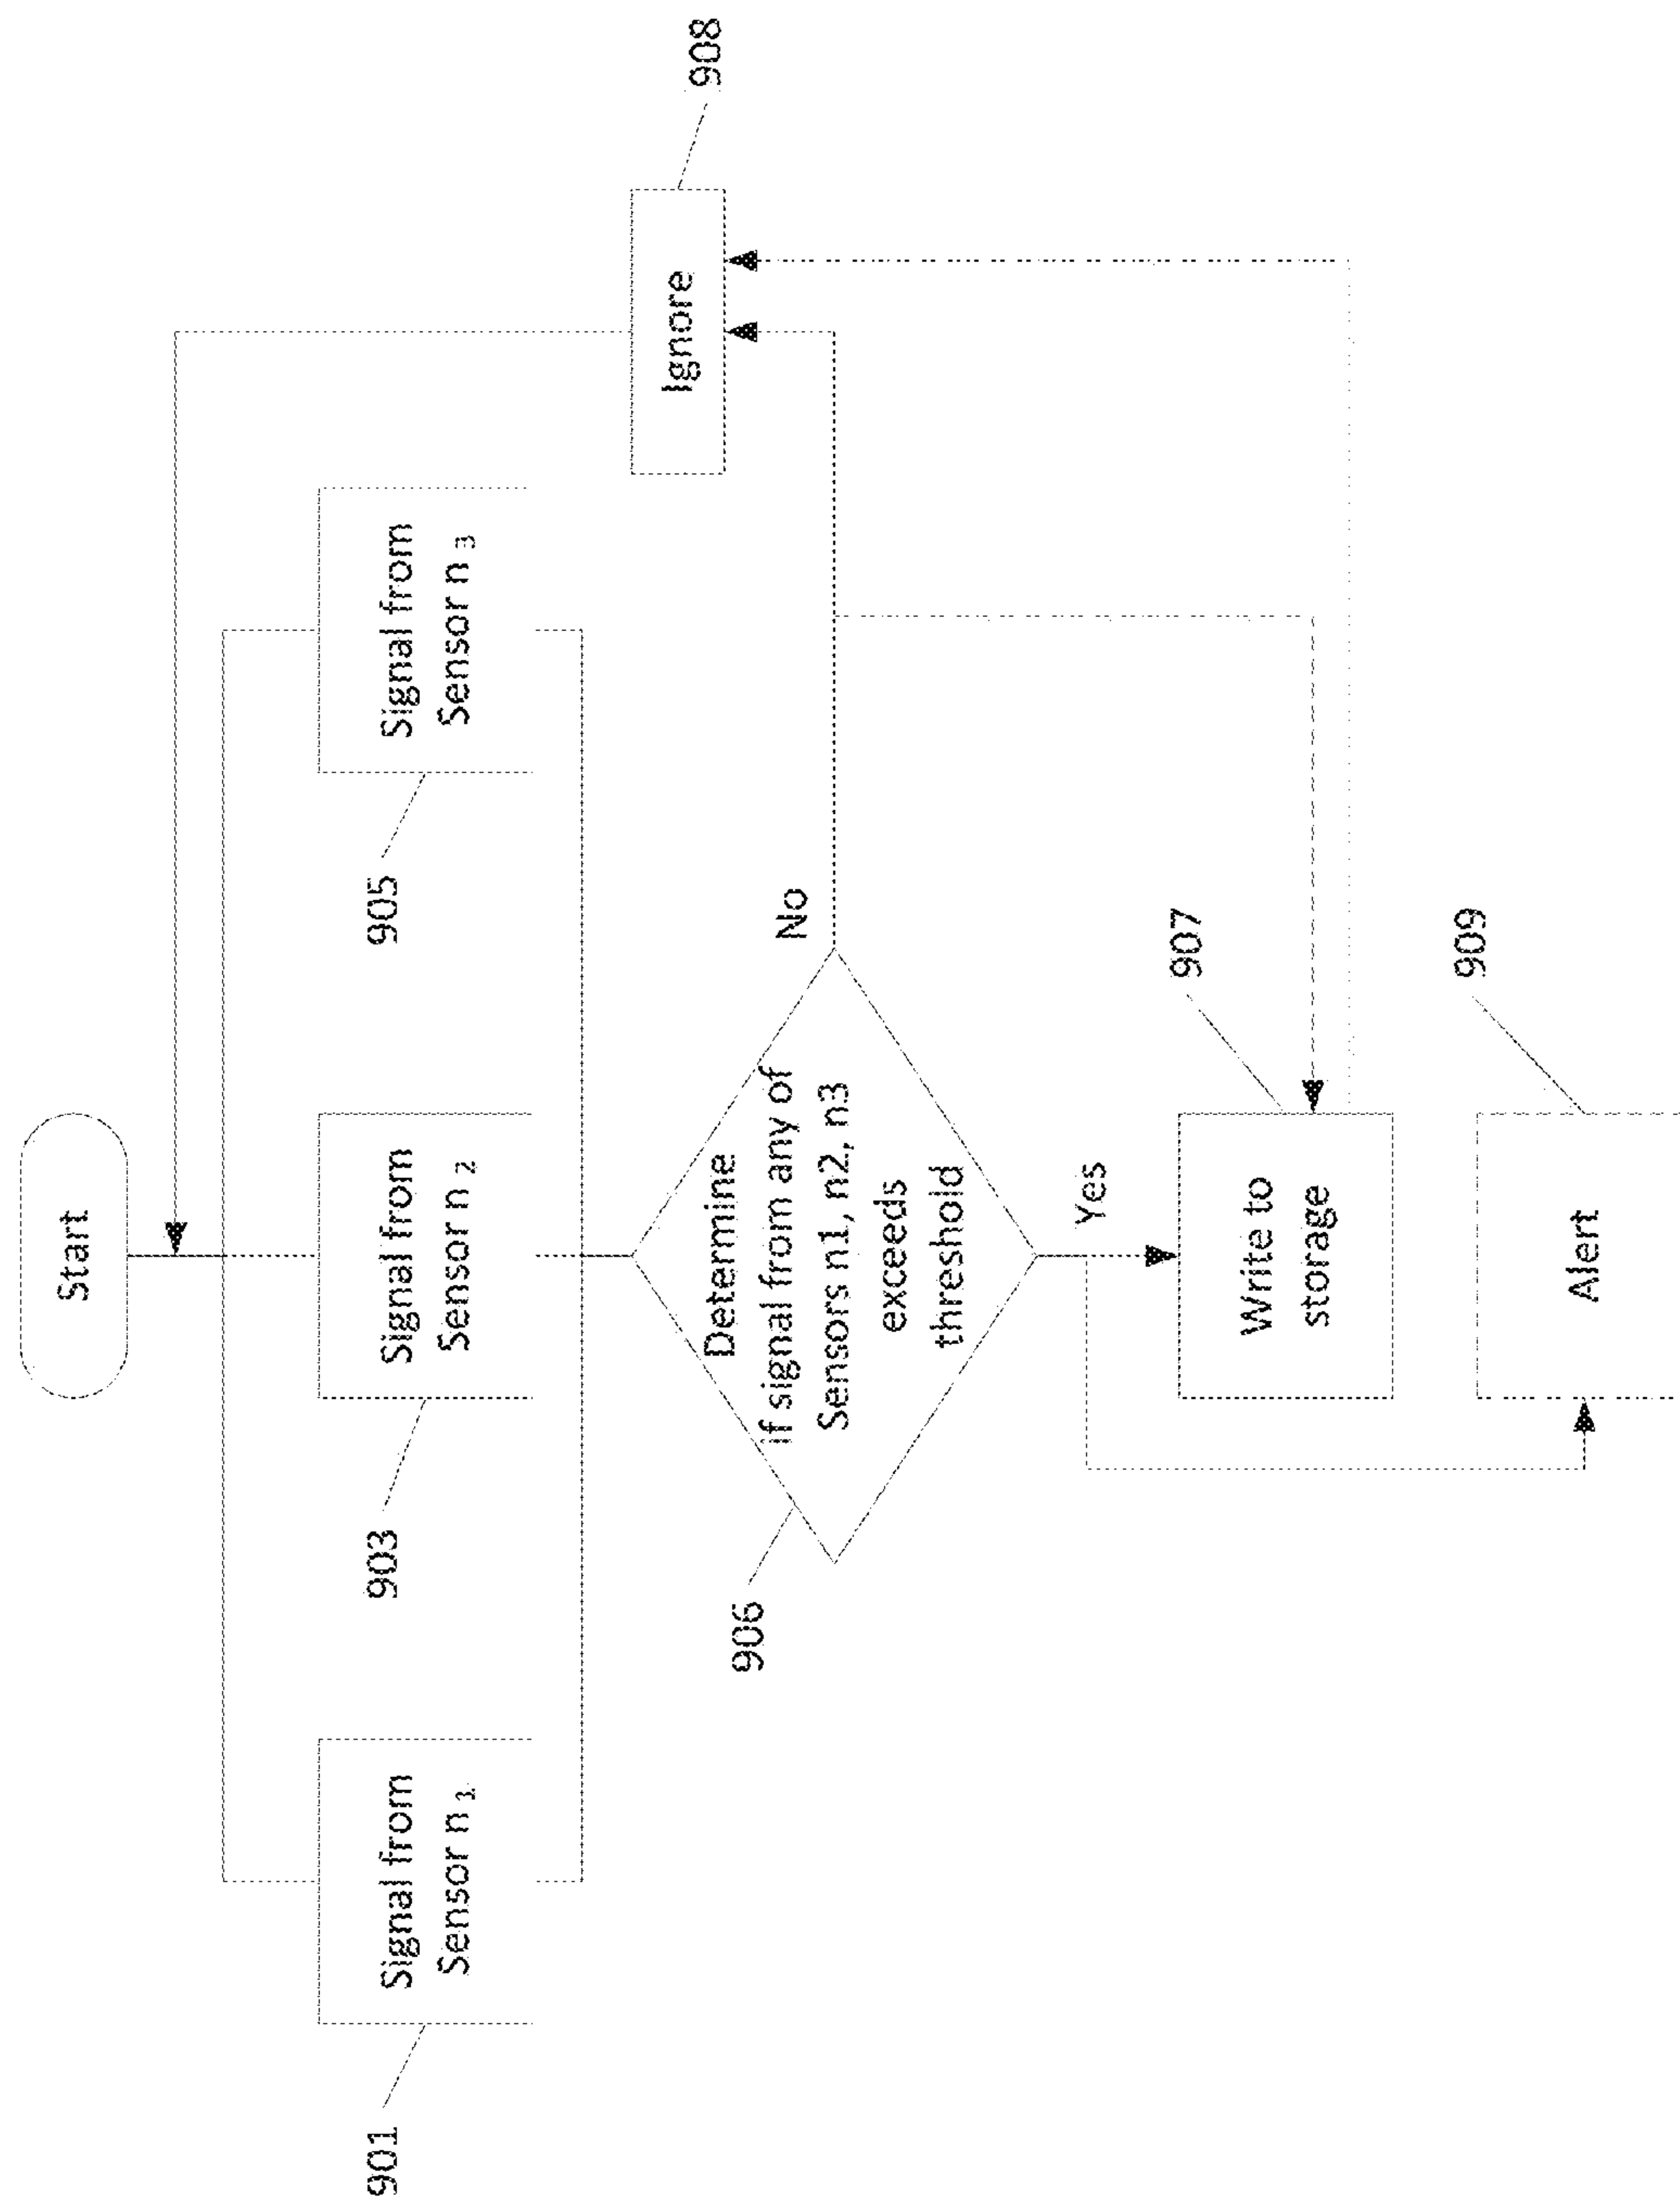 Start
901
Signal from
Sensor n 1
903
Signal from
Sensor n 2
905
Signal from
Sensor n 3
906
Determine
if signal from any of
Sensors n1, n2, n3
exceeds
threshold
No
Ignore
908
Yes
Write to
storage
907
Alert
909